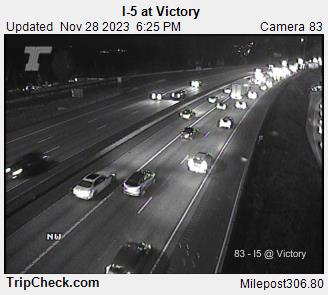 I-5 at Victory
Updated Nov 28 2023 6:25 PM Camera 83
T
NW
83 - I5 @ Victory
TripCheck.com Milepost306.80